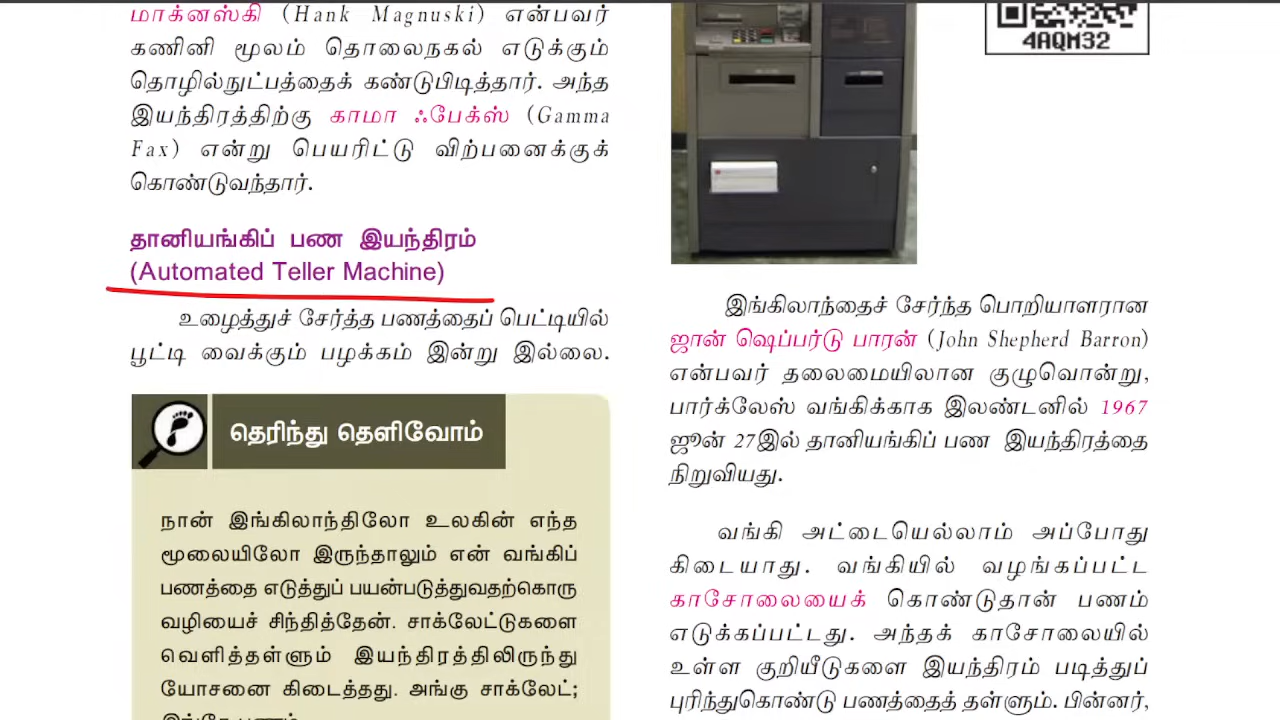 மாக்னஸ்கி (Hank Magnuski) என்பவர்
கணினி மூலம் தொலைநகல் எடுக்கும்
தொழில்நுட்பத்தைக் கண்டுபிடித்தார். அந்த
இயந்திரத்திற்கு காமா ஃபேக்ஸ் (Gamma
Fax) என்று பெயரிட்டு விற்பனைக்குக்
கொண்டுவந்தார்.
தானியங்கிப் பண இயந்திரம்
(Automated Teller Machine)
உழைத்துச் சேர்த்த பணத்தைப் பெட்டியில்
பூட்டி வைக்கும் பழக்கம் இன்று இல்லை.
தெரிந்து தெளிவோம்
நான் இங்கிலாந்திலோ உலகின் எந்த
மூலையிலோ இருந்தாலும் என் வங்கிப்
பணத்தை எடுத்துப் பயன்படுத்துவதற்கொரு
வழியைச் சிந்தித்தேன். சாக்லேட்டுகளை
வெளித்தள்ளும் இயந்திரத்திலிருந்து
யோசனை கிடைத்தது. அங்கு சாக்லேட்;
4AQM32
இங்கிலாந்தைச் சேர்ந்த பொறியாளரான
ஜான் ஷெப்பர்டு பாரன் (John Shepherd Barron)
என்பவர் தலைமையிலான குழுவொன்று,
பார்க்லேஸ் வங்கிக்காக இலண்டனில் 1967
ஜூன் 27இல் தானியங்கிப் பண இயந்திரத்தை
நிறுவியது.
வங்கி அட்டையெல்லாம் அப்போது
கிடையாது. வங்கியில் வழங்கப்பட்ட
காசோலையைக் கொண்டுதான் பணம்
எடுக்கப்பட்டது. அந்தக் காசோலையில்
உள்ள குறியீடுகளை இயந்திரம் படித்துப்
புரிந்துகொண்டு பணத்தைத் தள்ளும். பின்னர்,